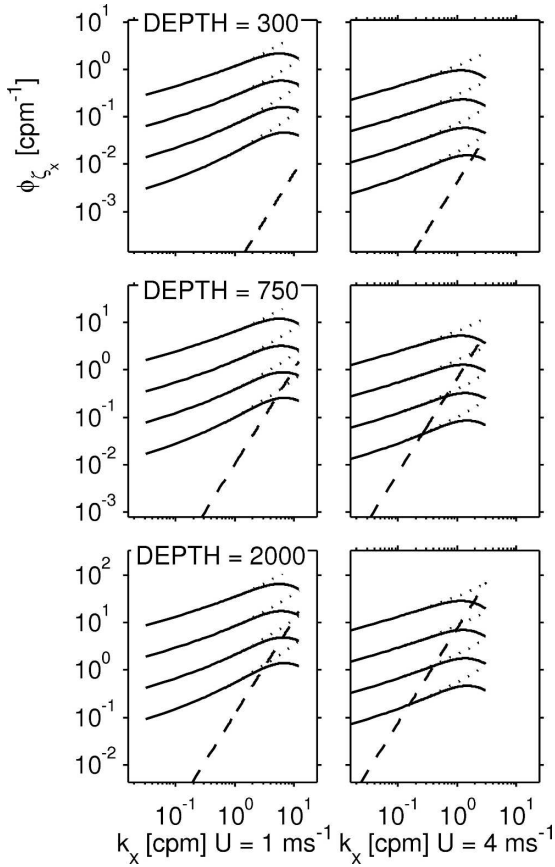 DEPTH = 300
10¹
10⁰
10⁻¹
10⁻²
10⁻³
ϕ_ζₓ [cpm⁻¹]
DEPTH = 750
10¹
10⁰
10⁻¹
10⁻²
10⁻³
DEPTH = 2000
10²
10¹
10⁰
10⁻¹
10⁻²
10⁻¹ 10⁰ 10¹ 10⁻¹ 10⁰ 10¹
kₓ [cpm] U = 1 ms⁻¹ kₓ [cpm] U = 4 ms⁻¹